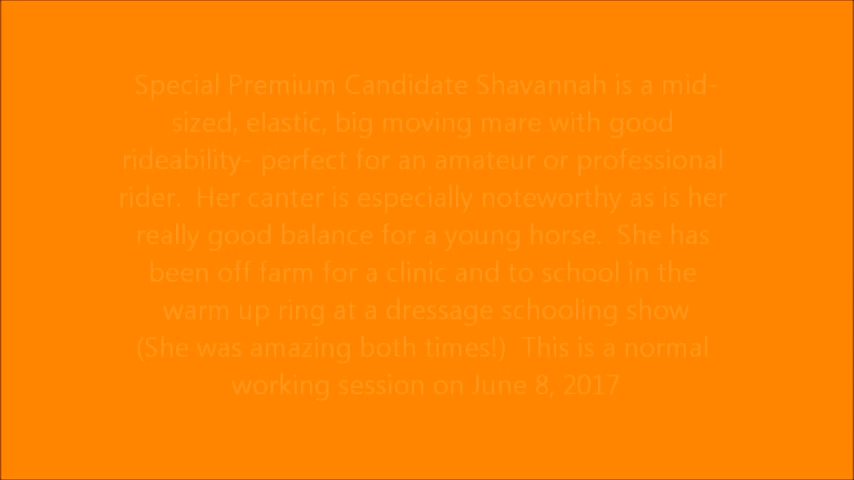 Special Premium Candidate Shavannah is a mid-
sized, elastic, big moving mare with good
rideability- perfect for an amateur or professional
rider.  Her canter is especially noteworthy as is her
really good balance for a young horse.  She has
been off farm for a clinic and to school in the
warm up ring at a dressage schooling show
(She was amazing both times!)  This is a normal
working session on June 8, 2017